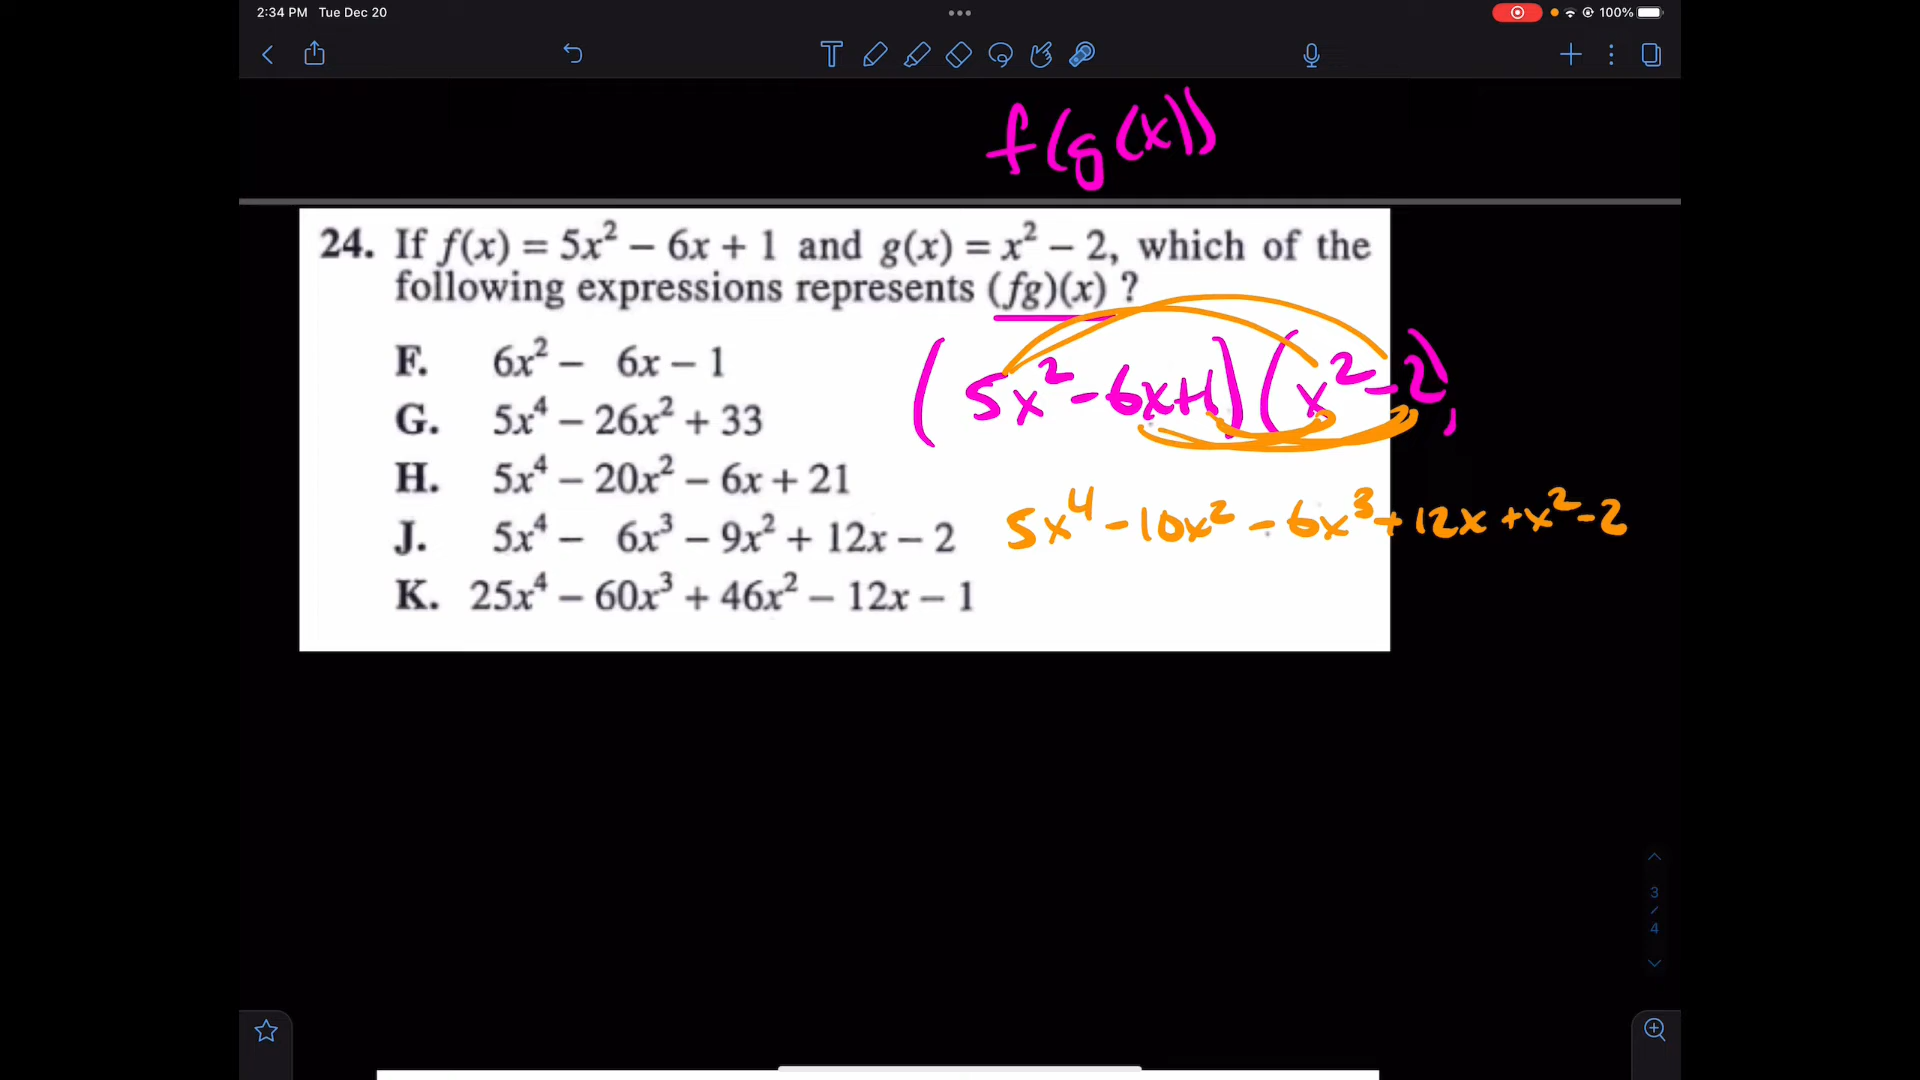 2:34 PM Tue Dec 20
100%
f(g(x))
24. If f(x) = 5x² − 6x + 1 and g(x) = x² − 2, which of the
following expressions represents (fg)(x) ?
(5x²-6x+1)(x²-2)
F. 6x² − 6x − 1
G. 5x⁴ − 26x² + 33
H. 5x⁴ − 20x² − 6x + 21
J. 5x⁴ − 6x³ − 9x² + 12x − 2
5x⁴-10x²-6x³+12x+x²-2
K. 25x⁴ − 60x³ + 46x² − 12x − 1
3
/
4